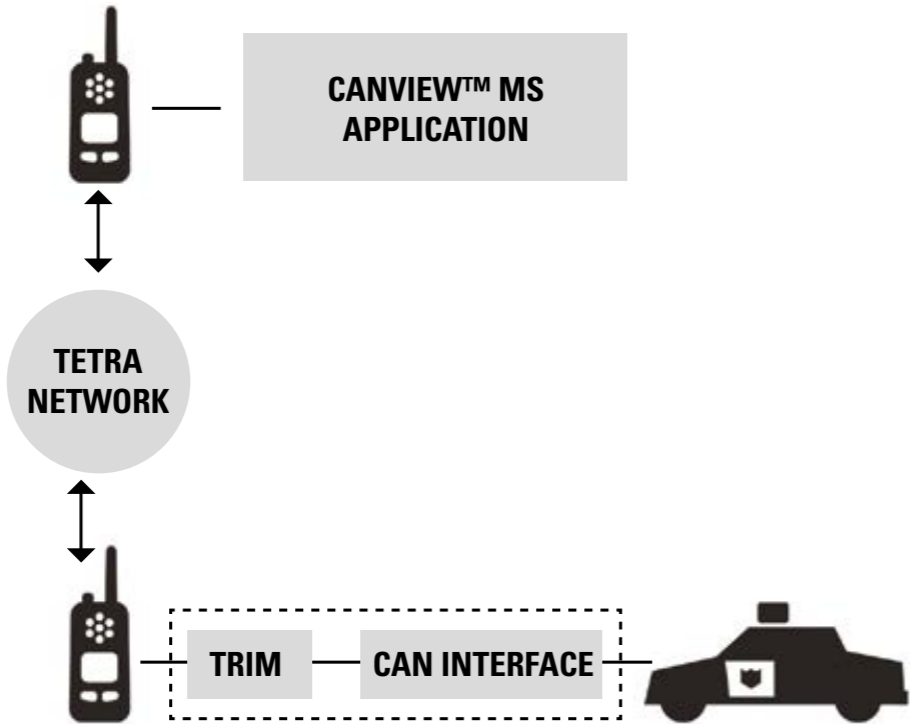 CANVIEW™ MS
APPLICATION
TETRA
NETWORK
TRIM
CAN INTERFACE